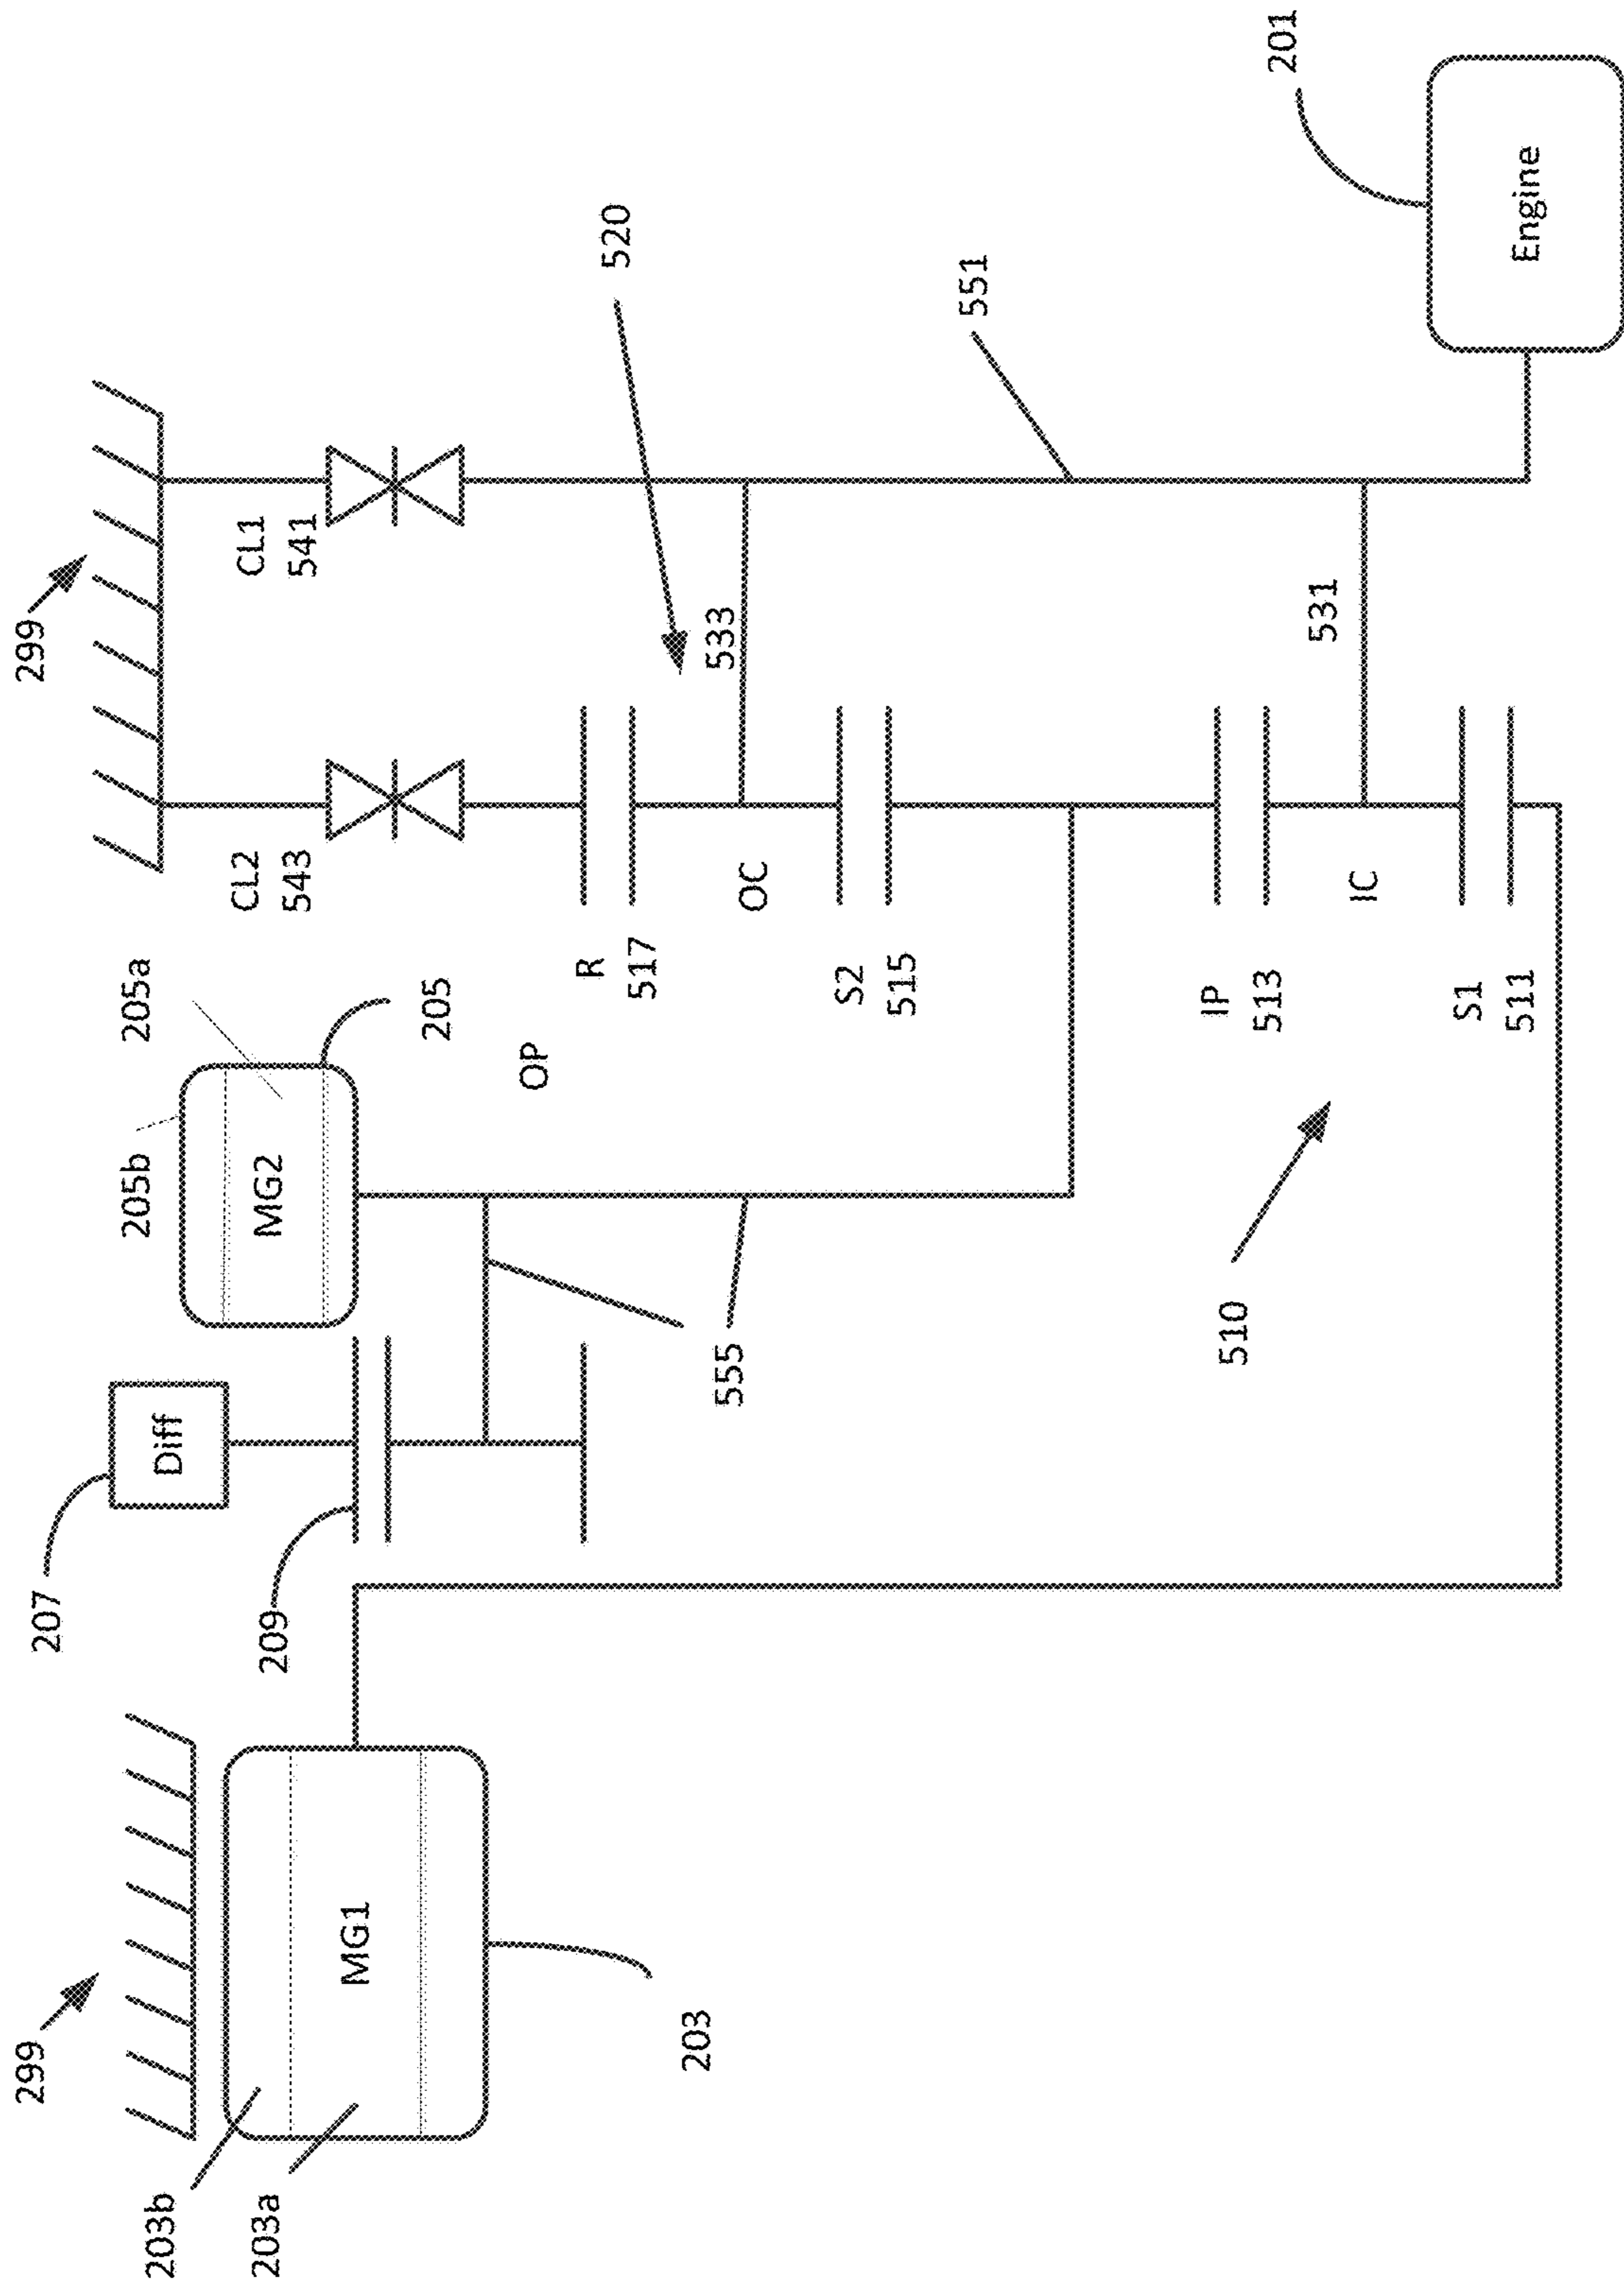 299
203b
203a
MG1
203
207
Diff
209
205b
MG2
205a
205
OP
555
510
299
CL2
543
CL1
541
R
517
OC
533
520
S2
515
551
IP
513
IC
531
S1
511
201
Engine